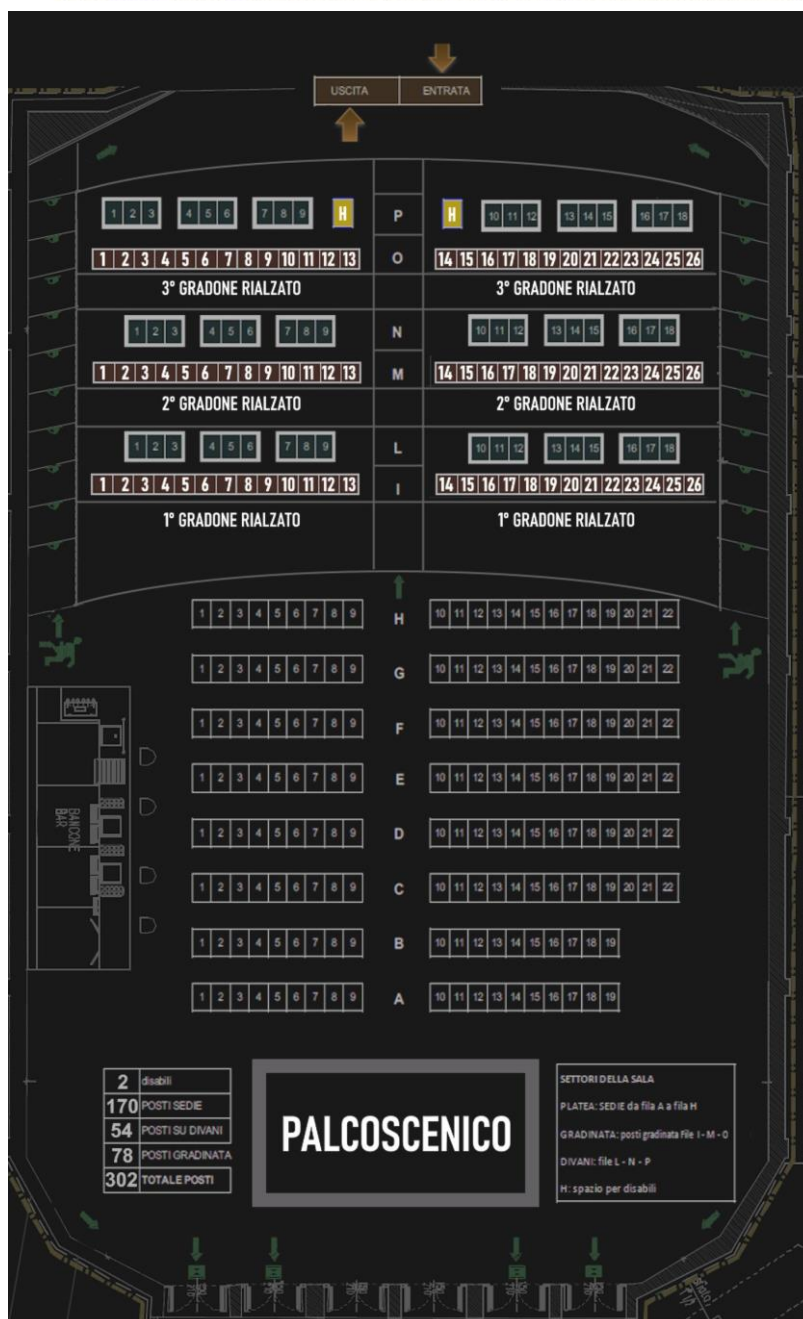 USCITA ENTRATA
1 2 3 4 5 6 7 8 9 H P H 10 11 12 13 14 15 16 17 18
1 2 3 4 5 6 7 8 9 10 11 12 13 O 14 15 16 17 18 19 20 21 22 23 24 25 26
3° GRADONE RIALZATO 3° GRADONE RIALZATO
1 2 3 4 5 6 7 8 9 N 10 11 12 13 14 15 16 17 18
1 2 3 4 5 6 7 8 9 10 11 12 13 M 14 15 16 17 18 19 20 21 22 23 24 25 26
2° GRADONE RIALZATO 2° GRADONE RIALZATO
1 2 3 4 5 6 7 8 9 L 10 11 12 13 14 15 16 17 18
1 2 3 4 5 6 7 8 9 10 11 12 13 I 14 15 16 17 18 19 20 21 22 23 24 25 26
1° GRADONE RIALZATO 1° GRADONE RIALZATO
1 2 3 4 5 6 7 8 9 H 10 11 12 13 14 15 16 17 18 19 20 21 22
1 2 3 4 5 6 7 8 9 G 10 11 12 13 14 15 16 17 18 19 20 21 22
1 2 3 4 5 6 7 8 9 F 10 11 12 13 14 15 16 17 18 19 20 21 22
1 2 3 4 5 6 7 8 9 E 10 11 12 13 14 15 16 17 18 19 20 21 22
BANCONE
BAR
1 2 3 4 5 6 7 8 9 D 10 11 12 13 14 15 16 17 18 19 20 21 22
1 2 3 4 5 6 7 8 9 C 10 11 12 13 14 15 16 17 18 19 20 21 22
1 2 3 4 5 6 7 8 9 B 10 11 12 13 14 15 16 17 18 19
1 2 3 4 5 6 7 8 9 A 10 11 12 13 14 15 16 17 18 19
2 disabili
170 POSTI SEDIE
54 POSTI SU DIVANI
78 POSTI GRADINATA
302 TOTALE POSTI
PALCOSCENICO
SETTORI DELLA SALA
PLATEA: SEDIE da fila A a fila H
GRADINATA: posti gradinata file I - M - O
DIVANI: file L - N - P
H: spazio per disabili